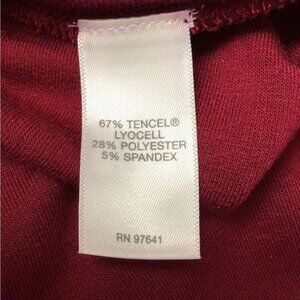 67% TENCEL®
LYOCELL
28% POLYESTER
5% SPANDEX
RN 97641